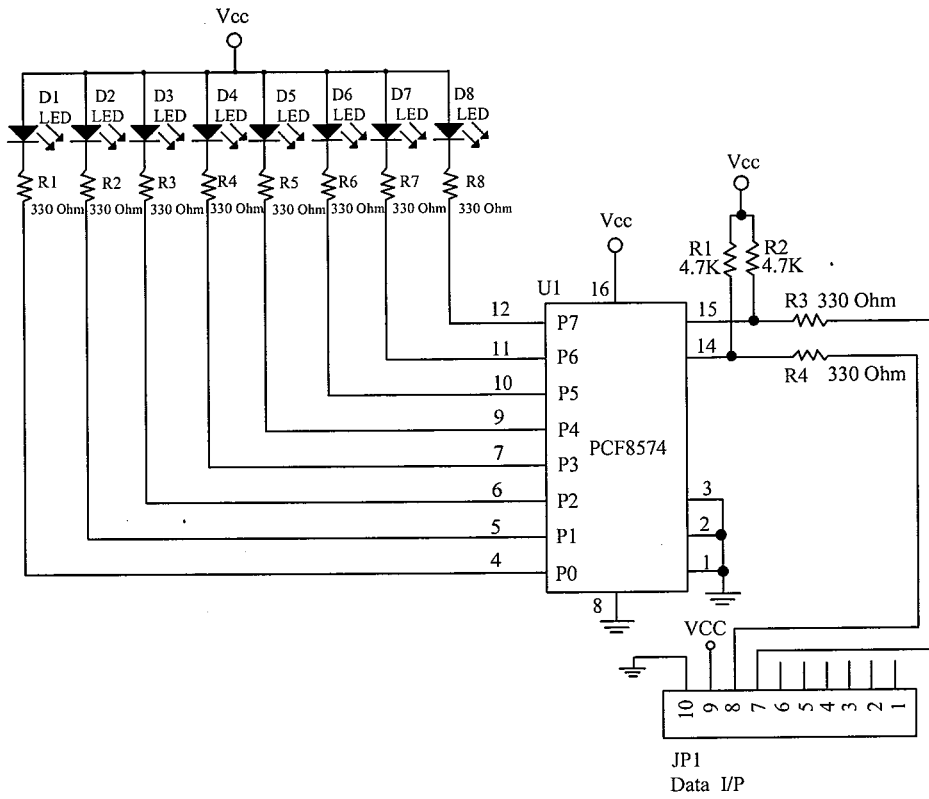 Vcc
D1 D2 D3 D4 D5 D6 D7 D8
LED LED LED LED LED LED LED LED
R1 R2 R3 R4 R5 R6 R7 R8
330 Ohm 330 Ohm 330 Ohm 330 Ohm 330 Ohm 330 Ohm 330 Ohm 330 Ohm
Vcc
Vcc
R1 R2
4.7K 4.7K
U1 16
12 P7 15 R3 330 Ohm
11 P6 14
R4 330 Ohm
10 P5
9 P4
PCF8574
7 P3
6 P2 3
5 P1 2
4 P0 1
8
VCC
10 9 8 7 6 5 4 3 2 1
JP1
Data I/P